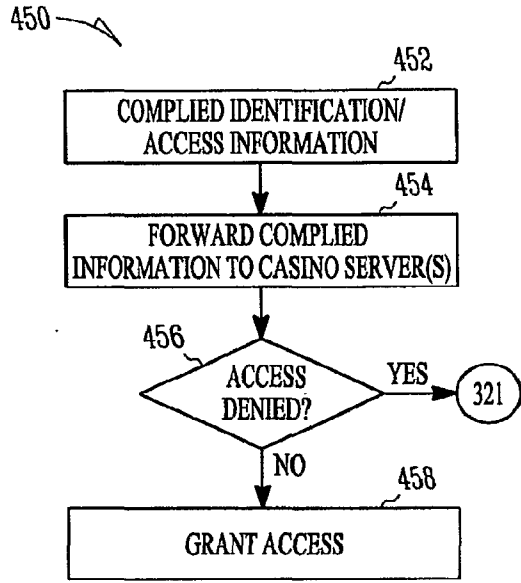 450
452
COMPLIED IDENTIFICATION/
ACCESS INFORMATION
454
FORWARD COMPLIED
INFORMATION TO CASINO SERVER(S)
456
ACCESS
DENIED?
YES
321
NO
458
GRANT ACCESS